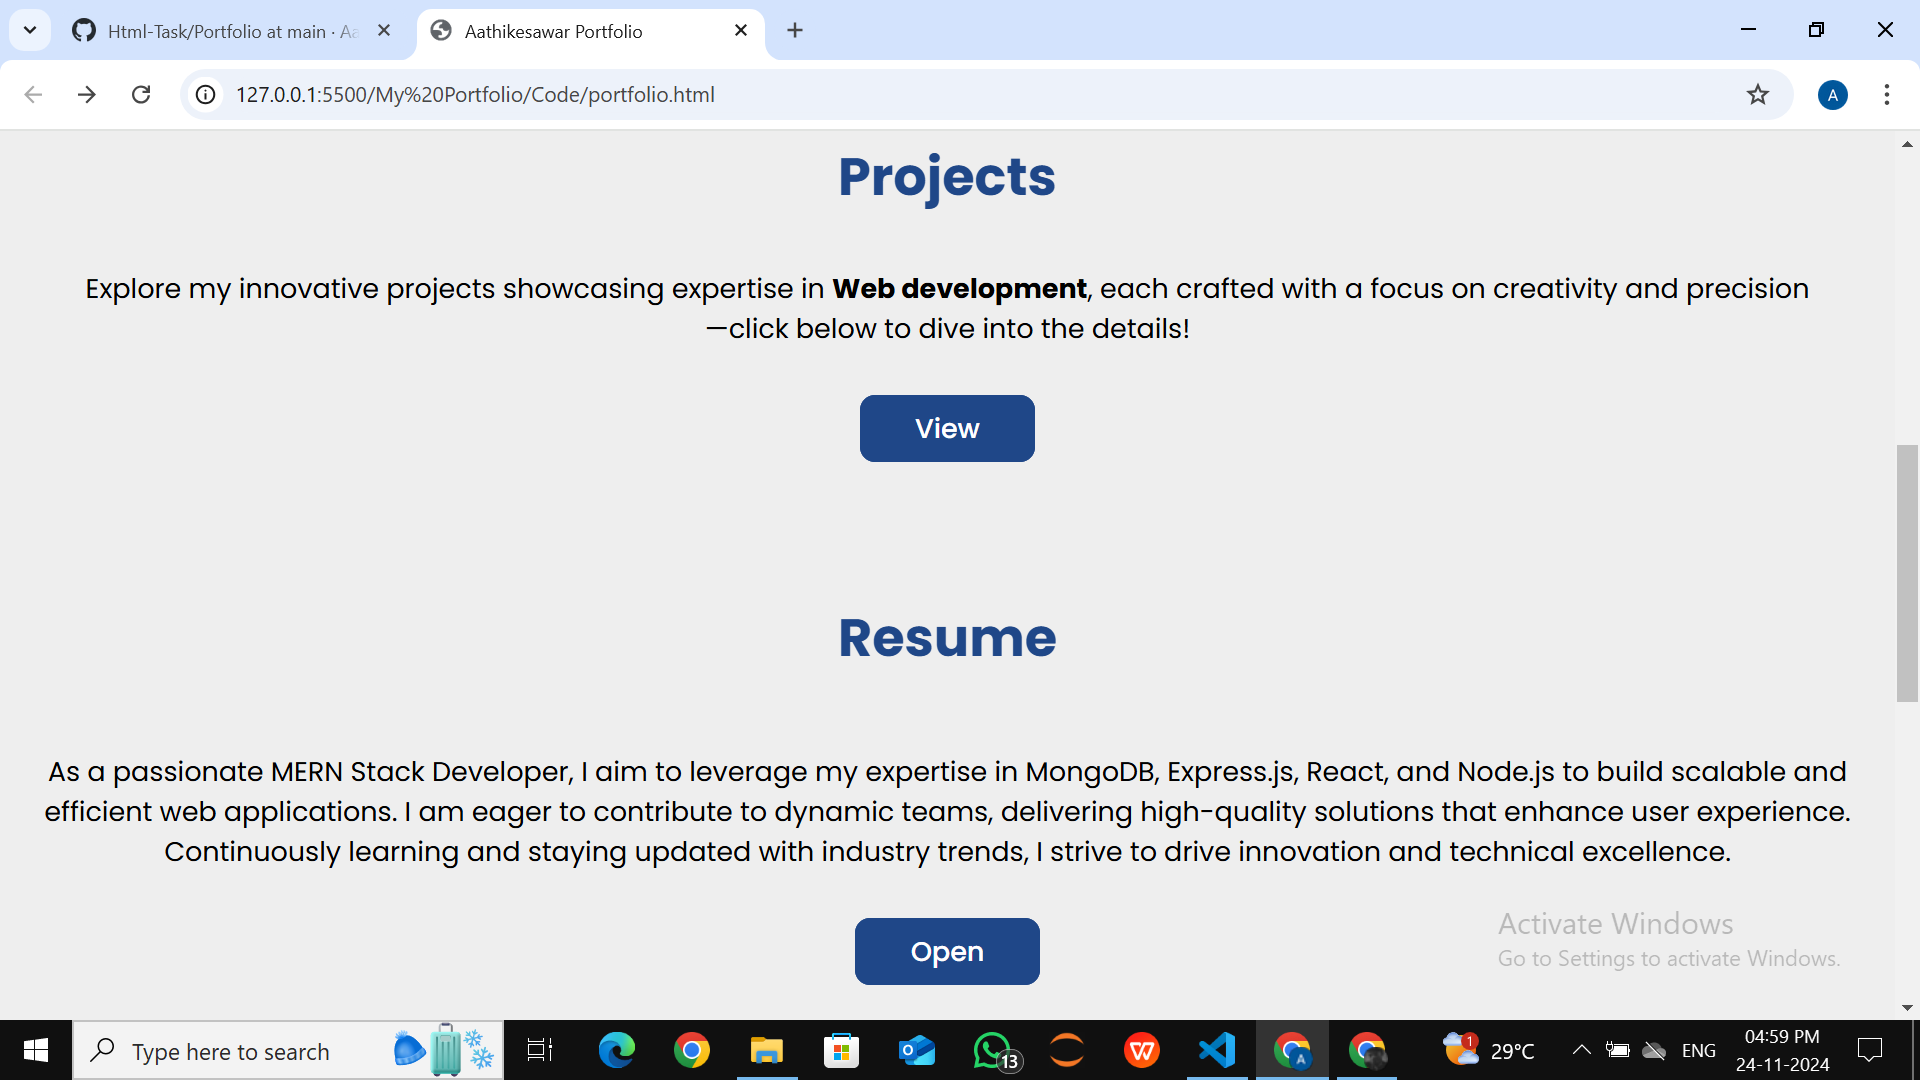 Html-Task/Portfolio at main · Aa
Aathikesawar Portfolio
127.0.0.1:5500/My%20Portfolio/Code/portfolio.html
A
Projects
Explore my innovative projects showcasing expertise in Web development, each crafted with a focus on creativity and precision
—click below to dive into the details!
View
Resume
As a passionate MERN Stack Developer, I aim to leverage my expertise in MongoDB, Express.js, React, and Node.js to build scalable and
efficient web applications. I am eager to contribute to dynamic teams, delivering high-quality solutions that enhance user experience.
Continuously learning and staying updated with industry trends, I strive to drive innovation and technical excellence.
Open
Activate Windows
Go to Settings to activate Windows.
Type here to search
13
A
1
29°C
ENG
04:59 PM
24-11-2024